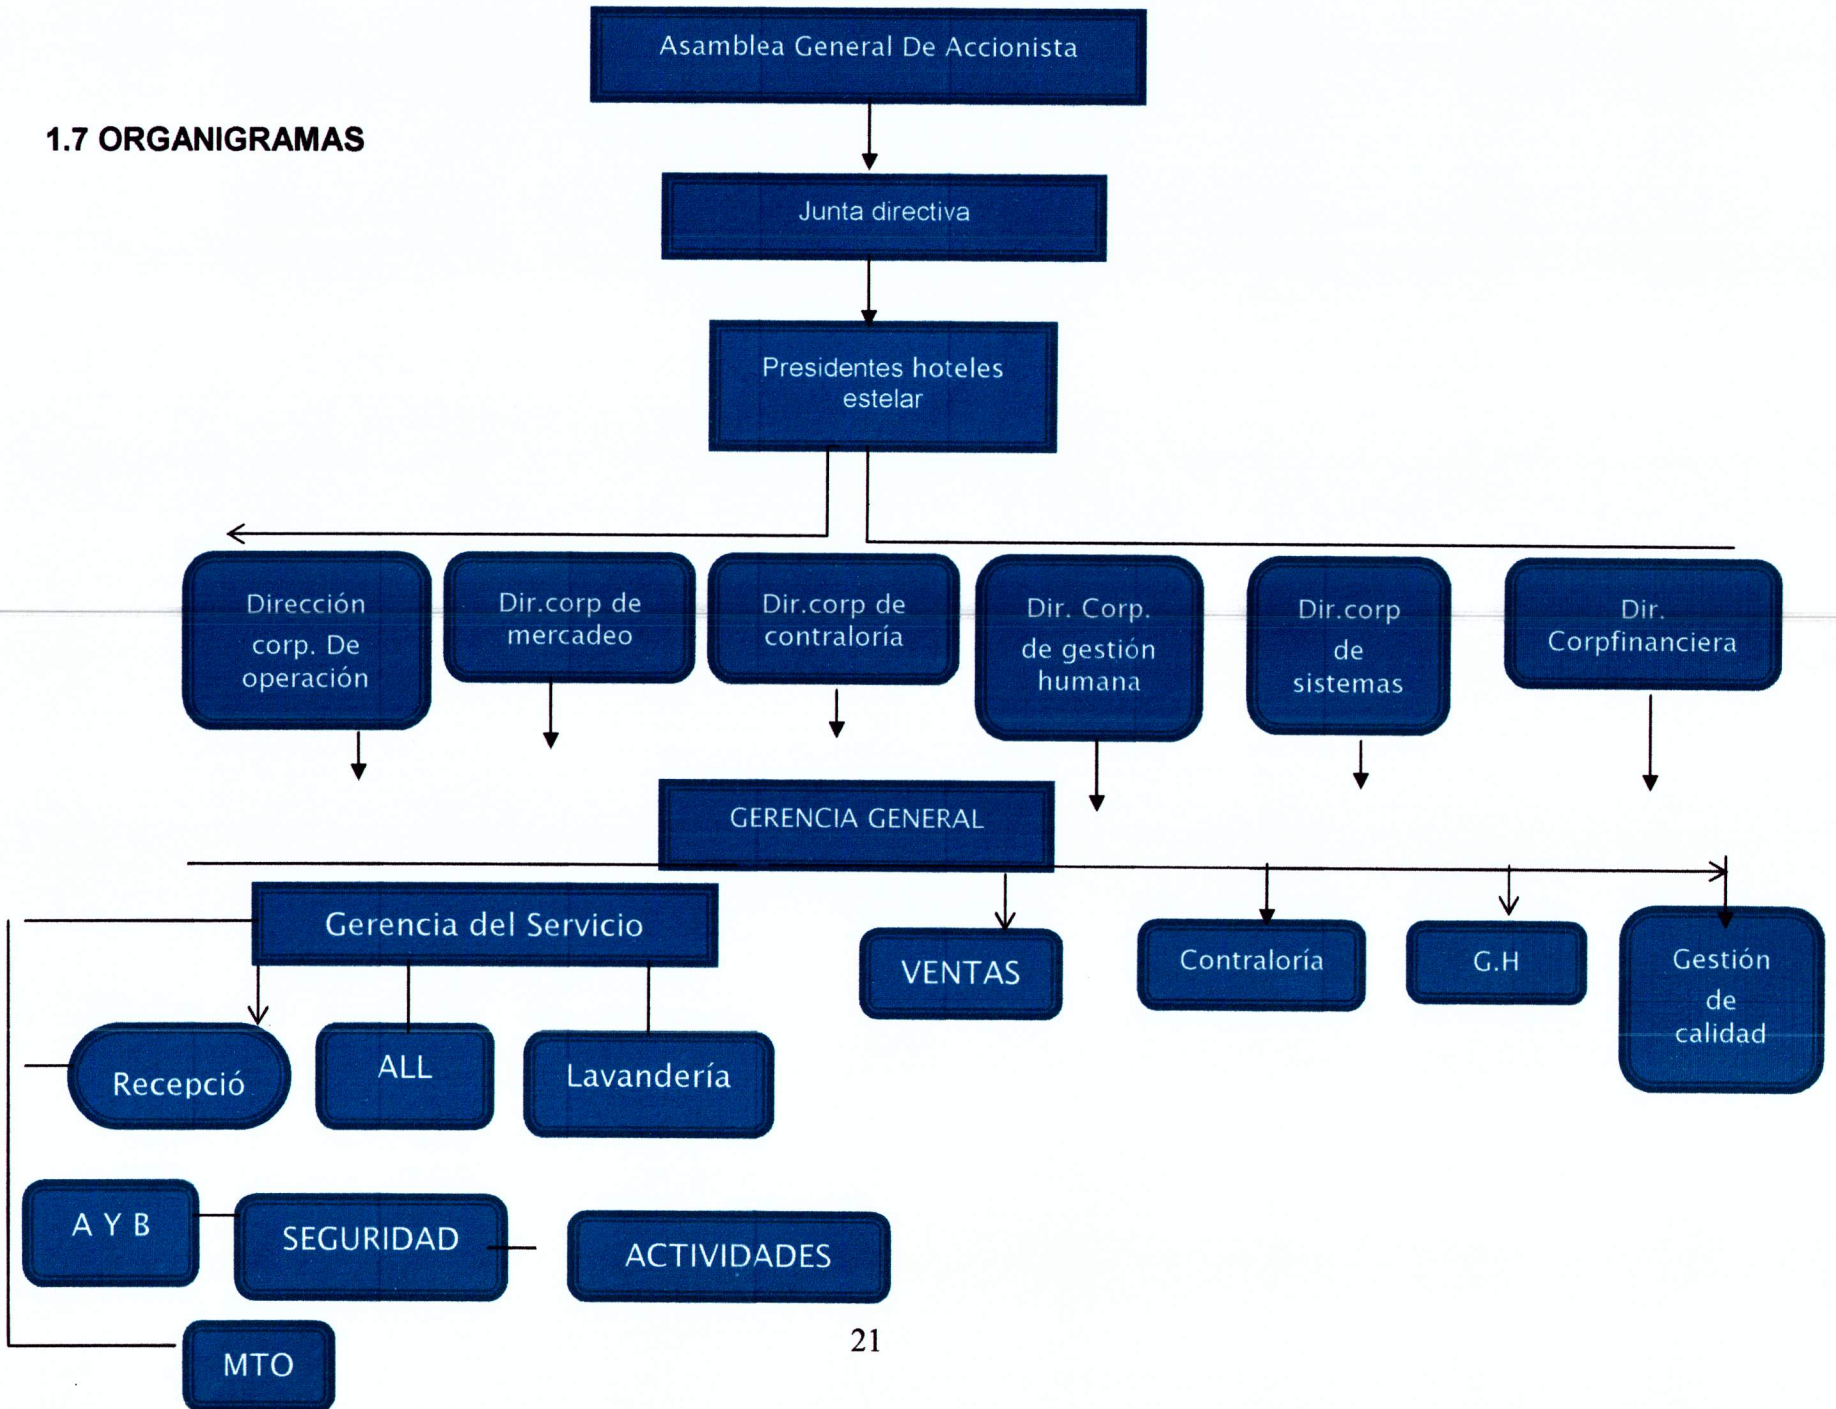 Asamblea General De Accionista
1.7 ORGANIGRAMAS
Junta directiva
Presidentes hoteles
estelar
Dirección
corp. De
operación
Dir.corp de
mercadeo
Dir.corp de
contraloría
Dir. Corp.
de gestión
humana
Dir.corp
de
sistemas
Dir.
Corpfinanciera
GERENCIA GENERAL
Gerencia del Servicio
VENTAS
Contraloría
G.H
Gestión
de
calidad
Recepció
ALL
Lavandería
A Y B
SEGURIDAD
ACTIVIDADES
MTO
21